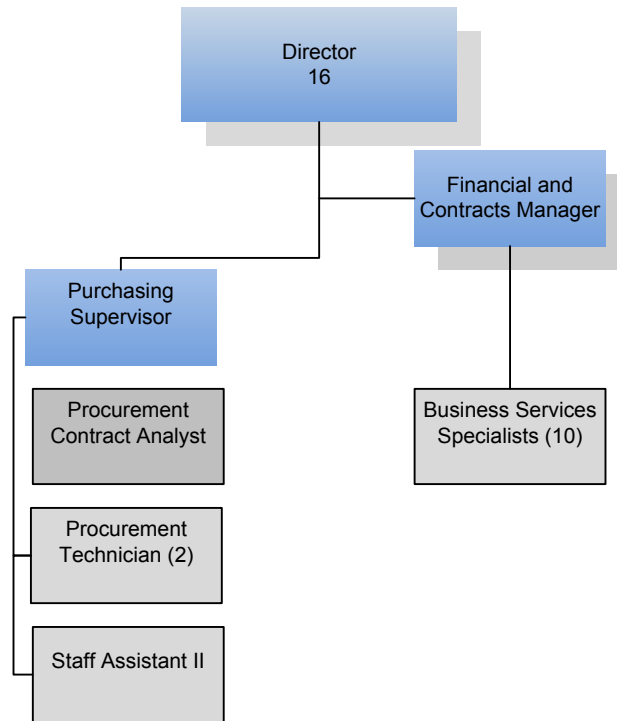 Director
16
Financial and
Contracts Manager
Purchasing
Supervisor
Procurement
Contract Analyst
Business Services
Specialists (10)
Procurement
Technician (2)
Staff Assistant II